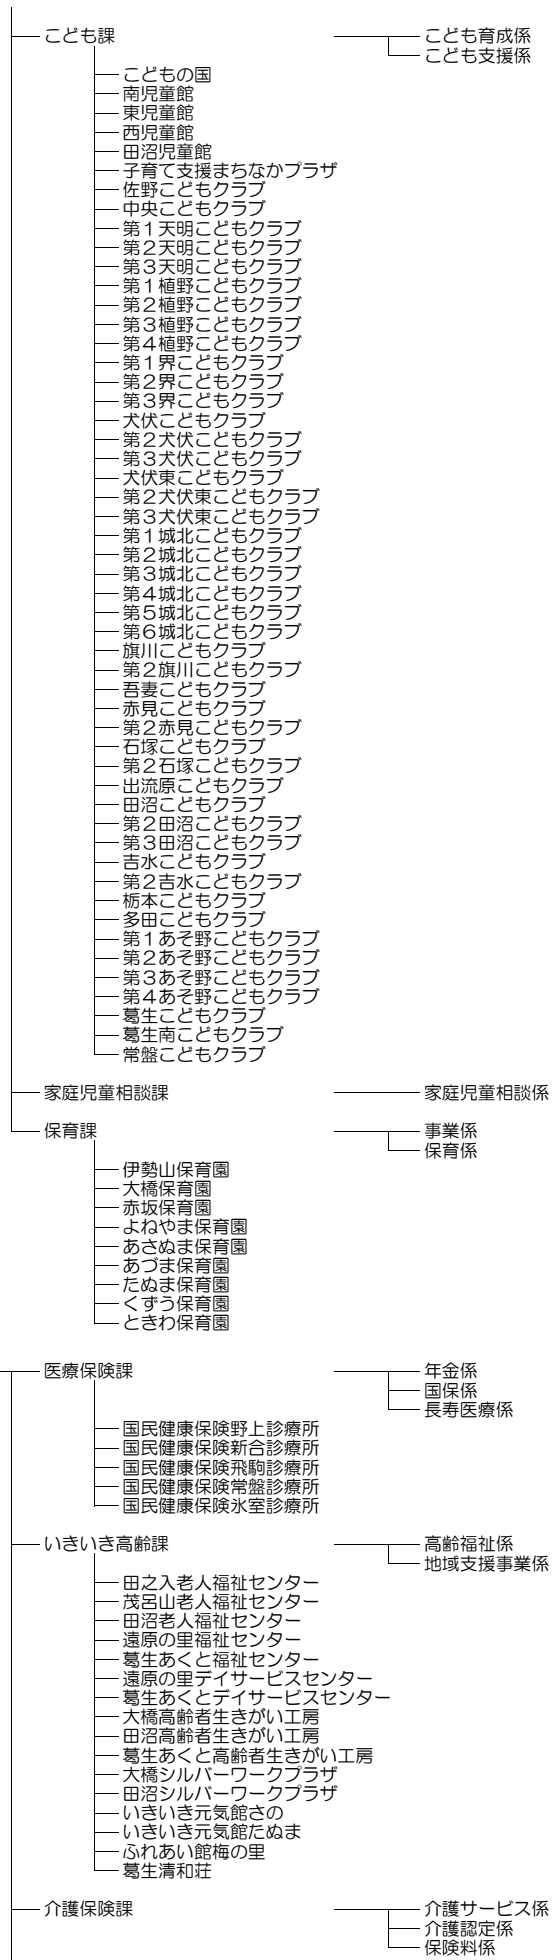 こども課 こども育成係
こども支援係
こどもの国
南児童館
東児童館
西児童館
田沼児童館
子育て支援まちなかプラザ
佐野こどもクラブ
中央こどもクラブ
第１天明こどもクラブ
第２天明こどもクラブ
第３天明こどもクラブ
第１植野こどもクラブ
第２植野こどもクラブ
第３植野こどもクラブ
第４植野こどもクラブ
第１界こどもクラブ
第２界こどもクラブ
第３界こどもクラブ
犬伏こどもクラブ
第２犬伏こどもクラブ
第３犬伏こどもクラブ
犬伏東こどもクラブ
第２犬伏東こどもクラブ
第３犬伏東こどもクラブ
第１城北こどもクラブ
第２城北こどもクラブ
第３城北こどもクラブ
第４城北こどもクラブ
第５城北こどもクラブ
第６城北こどもクラブ
旗川こどもクラブ
第２旗川こどもクラブ
吾妻こどもクラブ
赤見こどもクラブ
第２赤見こどもクラブ
石塚こどもクラブ
第２石塚こどもクラブ
出流原こどもクラブ
田沼こどもクラブ
第２田沼こどもクラブ
第３田沼こどもクラブ
吉水こどもクラブ
第２吉水こどもクラブ
栃本こどもクラブ
多田こどもクラブ
第１あそ野こどもクラブ
第２あそ野こどもクラブ
第３あそ野こどもクラブ
第４あそ野こどもクラブ
葛生こどもクラブ
葛生南こどもクラブ
常盤こどもクラブ
家庭児童相談課 家庭児童相談係
保育課 事業係
保育係
伊勢山保育園
大橋保育園
赤坂保育園
よねやま保育園
あさぬま保育園
あづま保育園
たぬま保育園
くずう保育園
ときわ保育園
医療保険課 年金係
国保係
長寿医療係
国民健康保険野上診療所
国民健康保険新合診療所
国民健康保険飛駒診療所
国民健康保険常盤診療所
国民健康保険氷室診療所
いきいき高齢課 高齢福祉係
地域支援事業係
田之入老人福祉センター
茂呂山老人福祉センター
田沼老人福祉センター
遠原の里福祉センター
葛生あくと福祉センター
遠原の里デイサービスセンター
葛生あくとデイサービスセンター
大橋高齢者生きがい工房
田沼高齢者生きがい工房
葛生あくと高齢者生きがい工房
大橋シルバーワークプラザ
田沼シルバーワークプラザ
いきいき元気館さの
いきいき元気館たぬま
ふれあい館梅の里
葛生清和荘
介護保険課 介護サービス係
介護認定係
保険料係